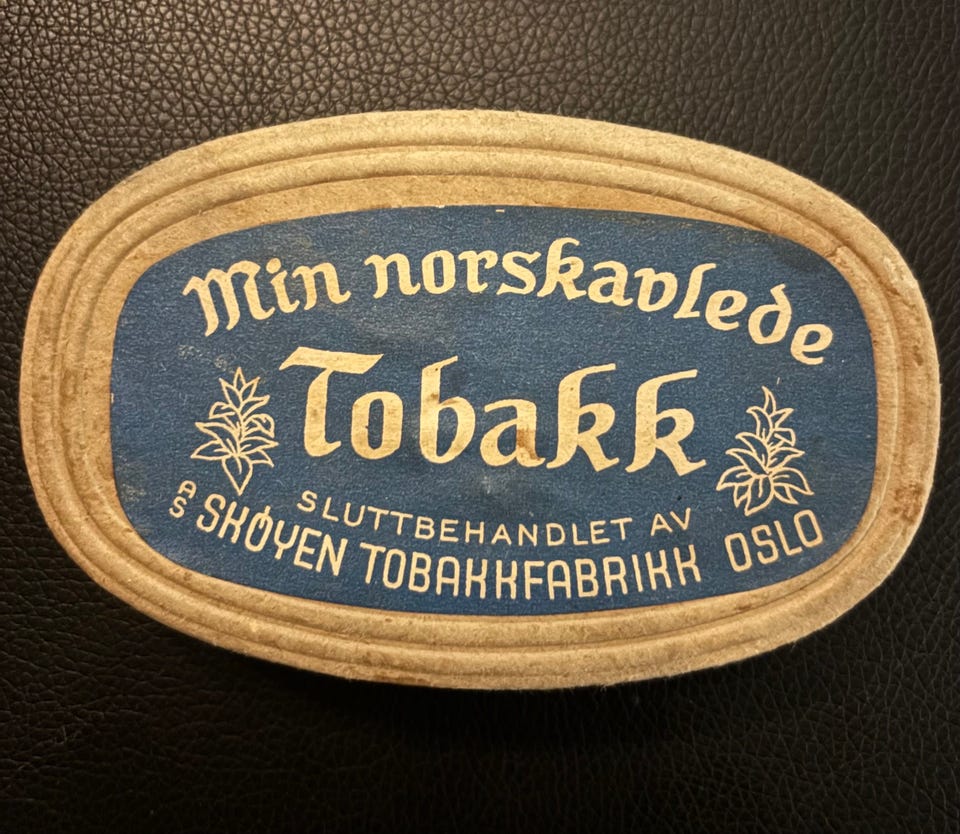 Min norskavlede
Tobakk
SLUTTBEHANDLET AV
A/S SKØYEN TOBAKKFABRIKK OSLO